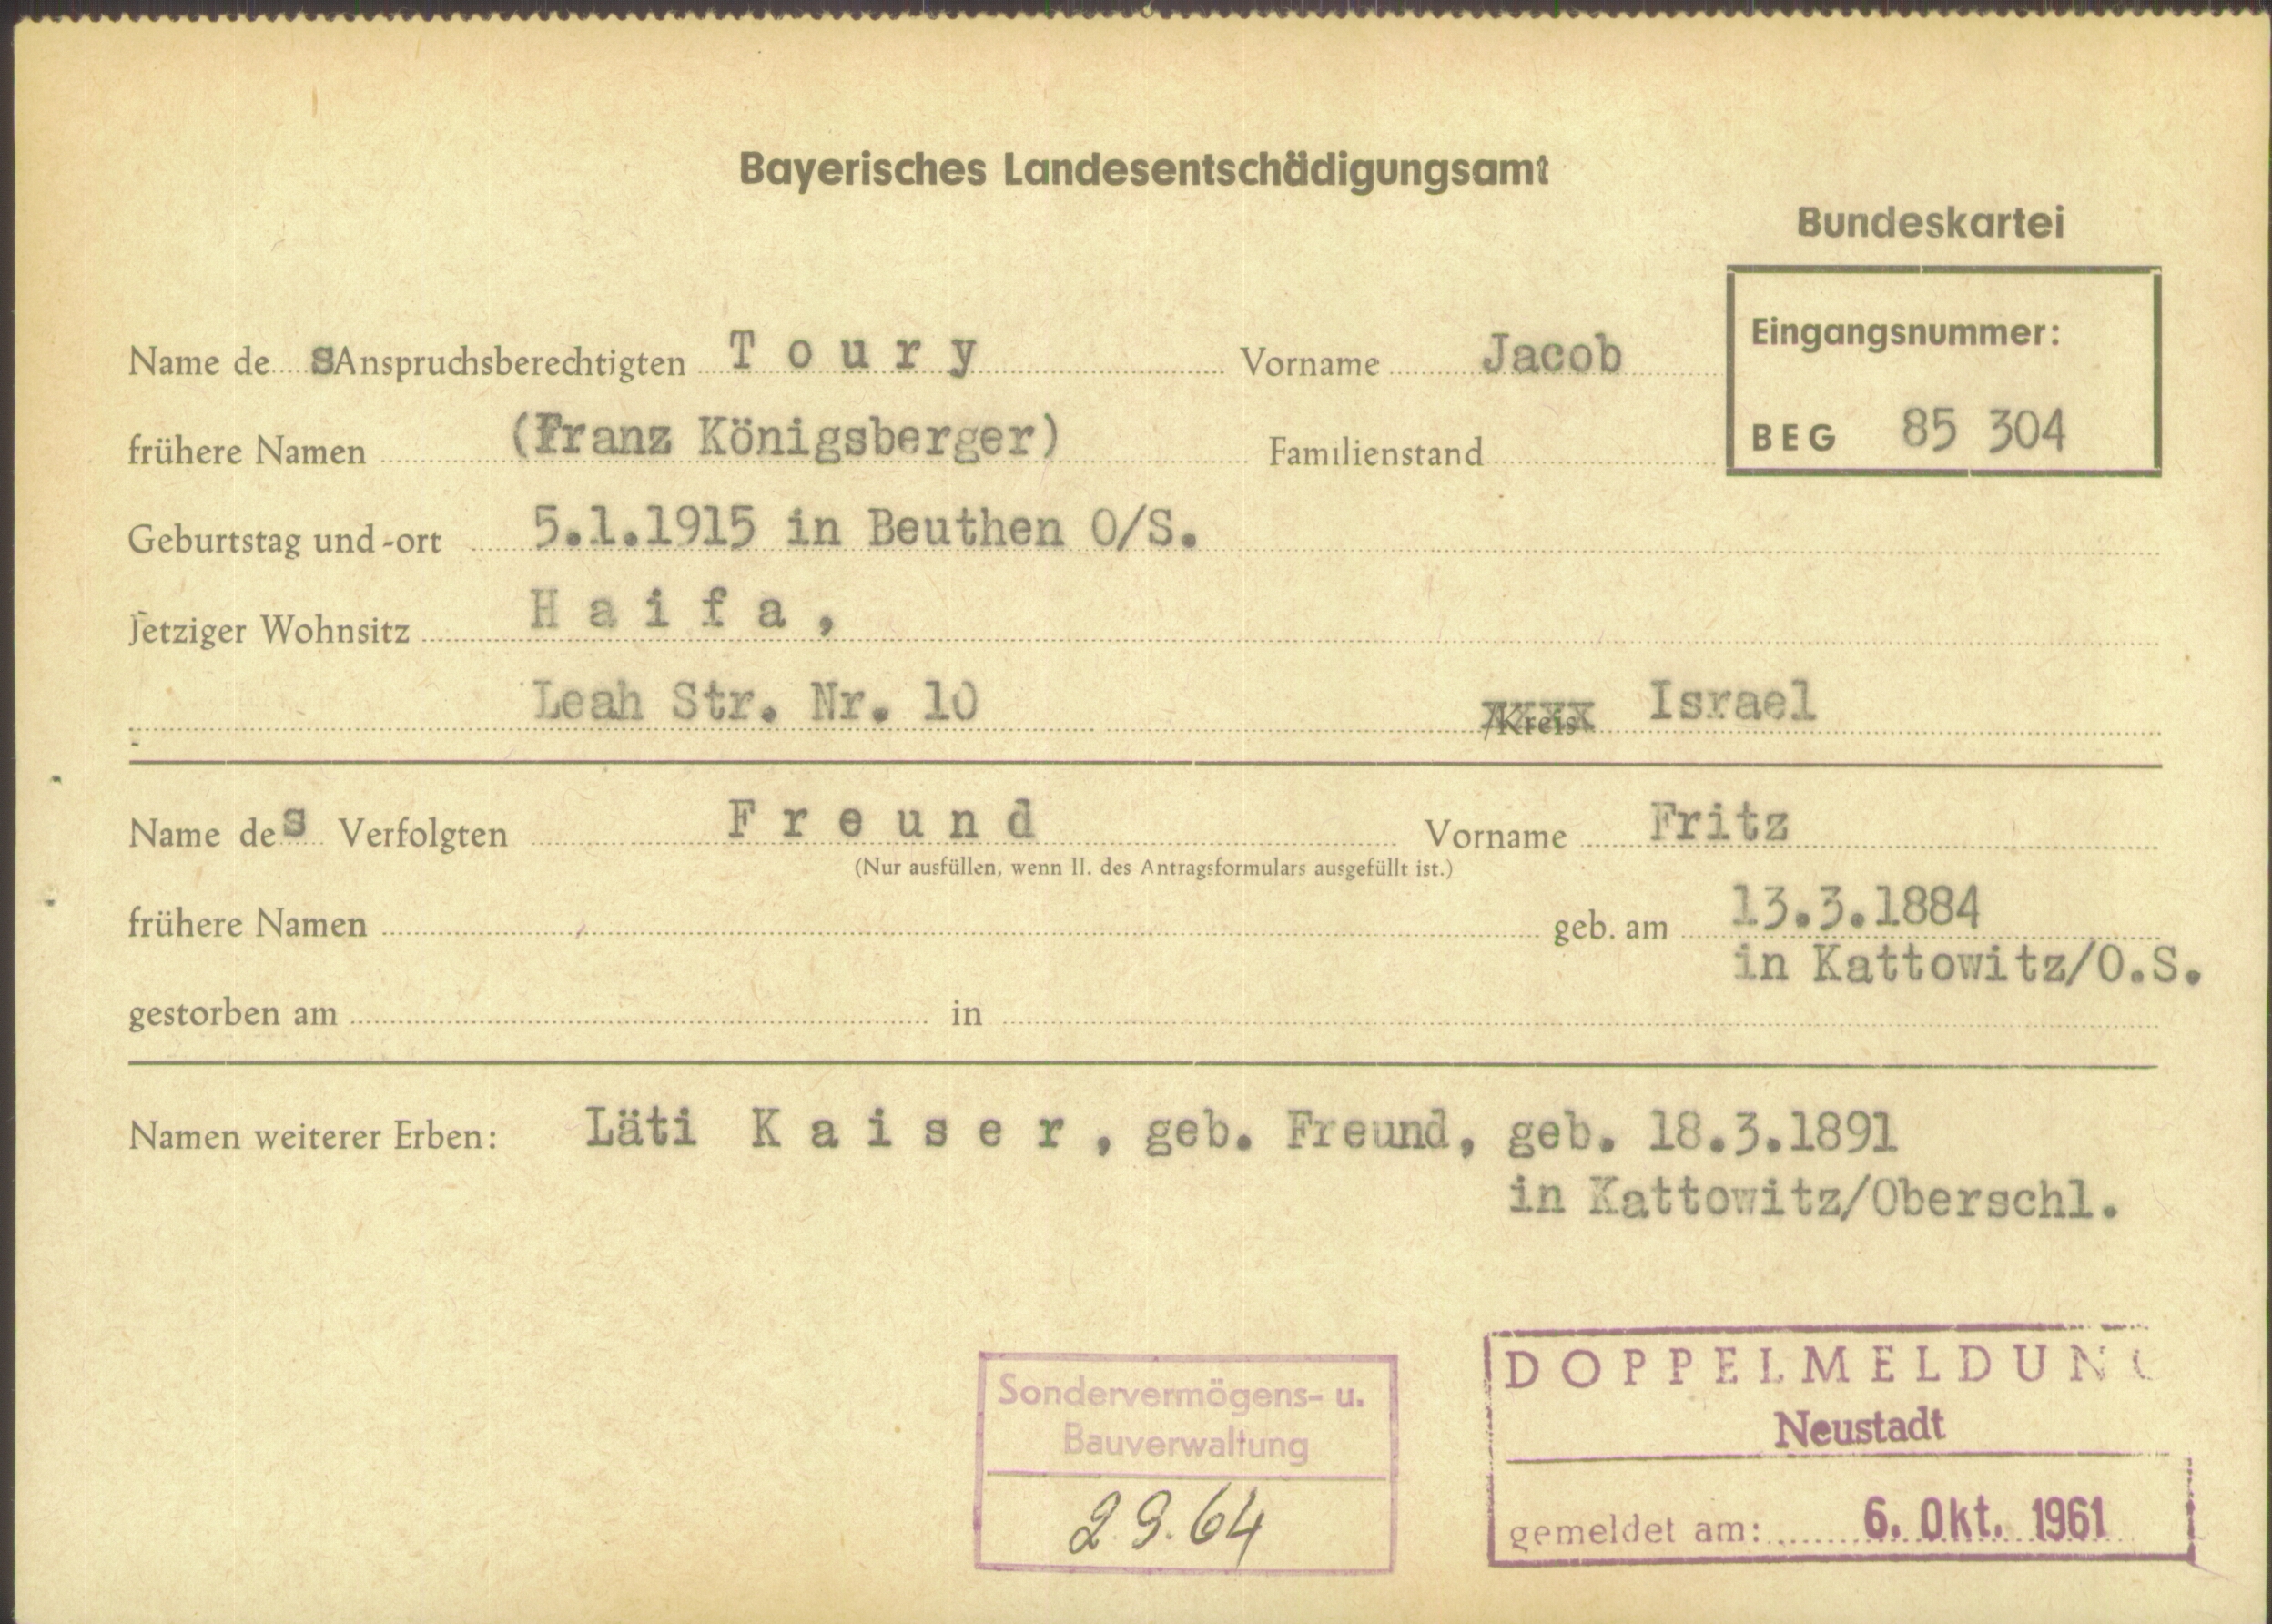 Bayerisches Landesentschädigungsamt
Bundeskartei
Eingangsnummer:
BEG 85 304
Name des Anspruchsberechtigten T o u r y Vorname Jacob
frühere Namen (Franz Königsberger) Familienstand
Geburtstag und -ort 5.1.1915 in Beuthen O/S.
Jetziger Wohnsitz H a i f a ,
Leah Str. Nr. 10 /Kreis Israel
Name des Verfolgten F r e u n d Vorname Fritz
(Nur ausfüllen, wenn II. des Antragsformulars ausgefüllt ist.)
frühere Namen geb. am 13.3.1884
in Kattowitz/O.S.
gestorben am in
Namen weiterer Erben: Läti K a i s e r , geb. Freund, geb. 18.3.1891
in Kattowitz/Oberschl.
Sondervermögens- u.
Bauverwaltung
2.9.64
DOPPELMELDUNG
Neustadt
gemeldet am: 6. Okt. 1961